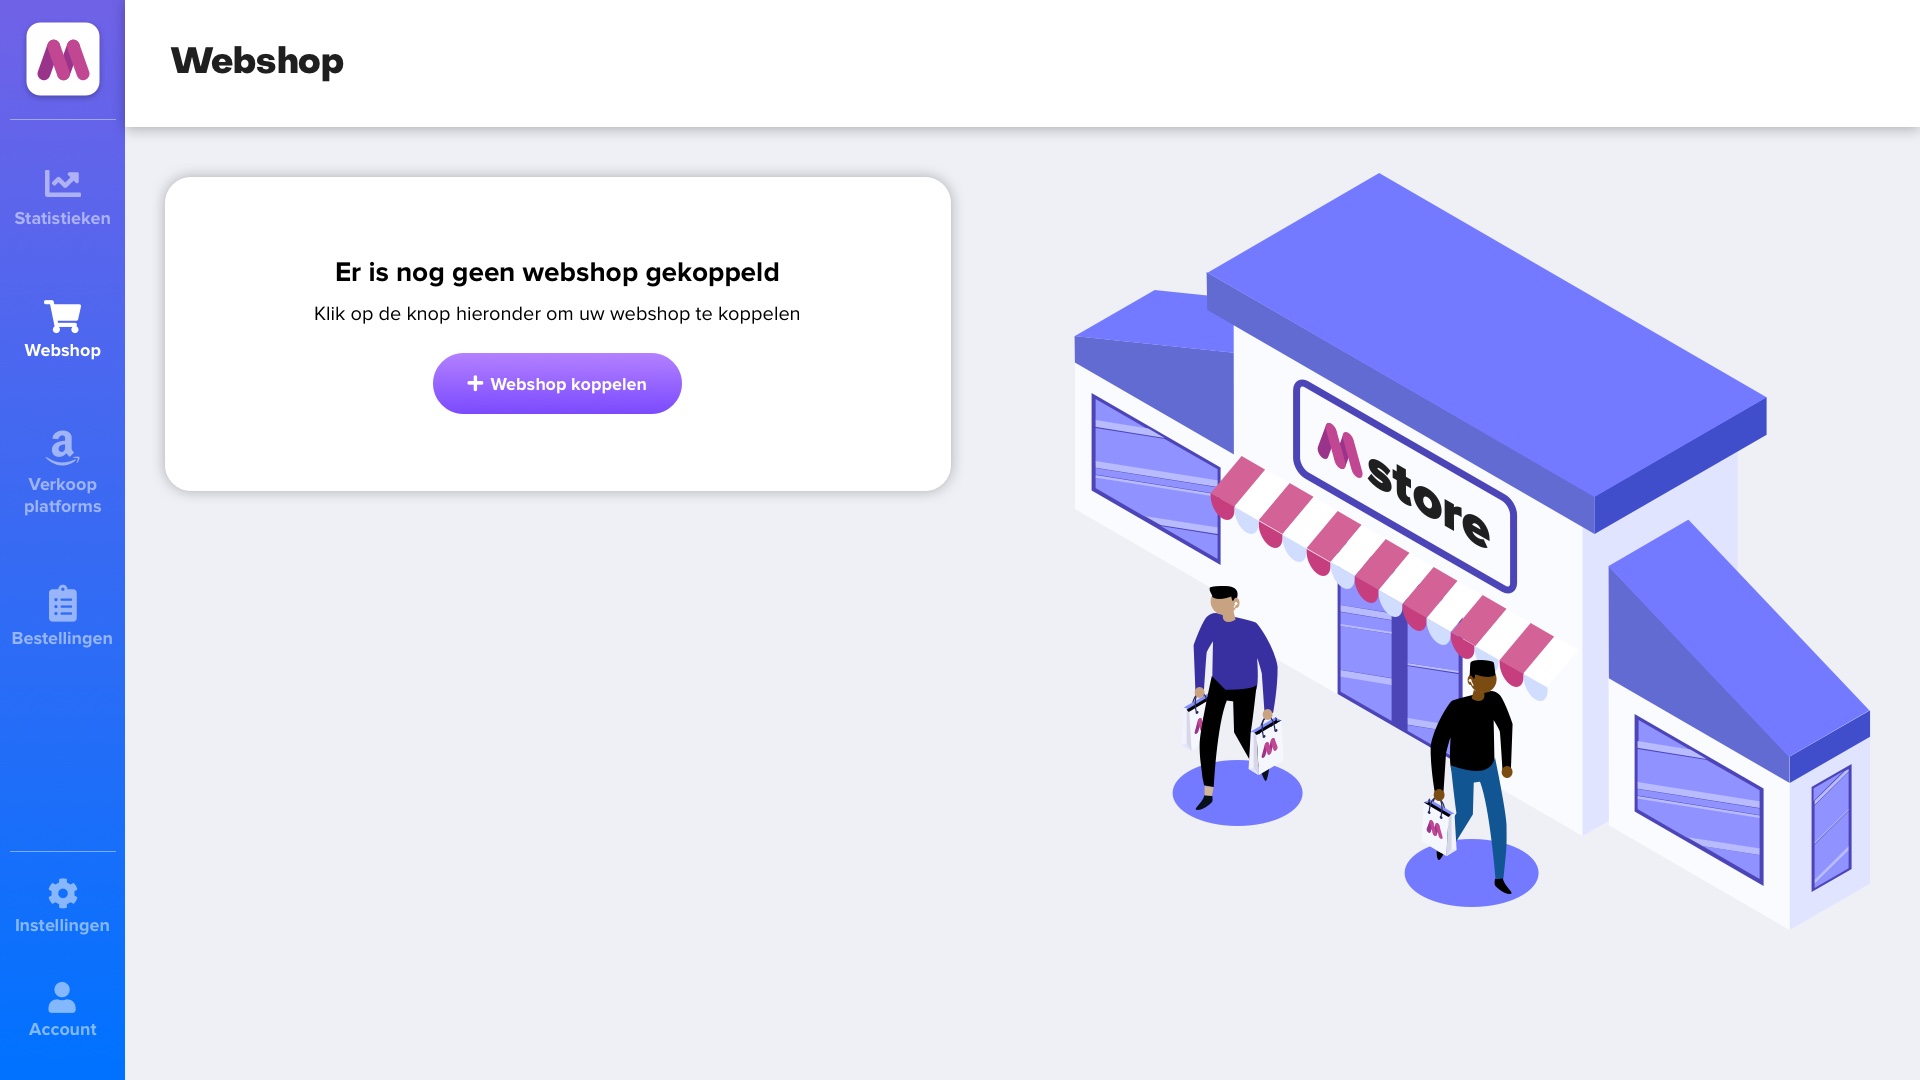 Webshop
Statistieken
Webshop
Verkoop
platforms
Bestellingen
Instellingen
Account
Er is nog geen webshop gekoppeld
Klik op de knop hieronder om uw webshop te koppelen
+ Webshop koppelen
M store